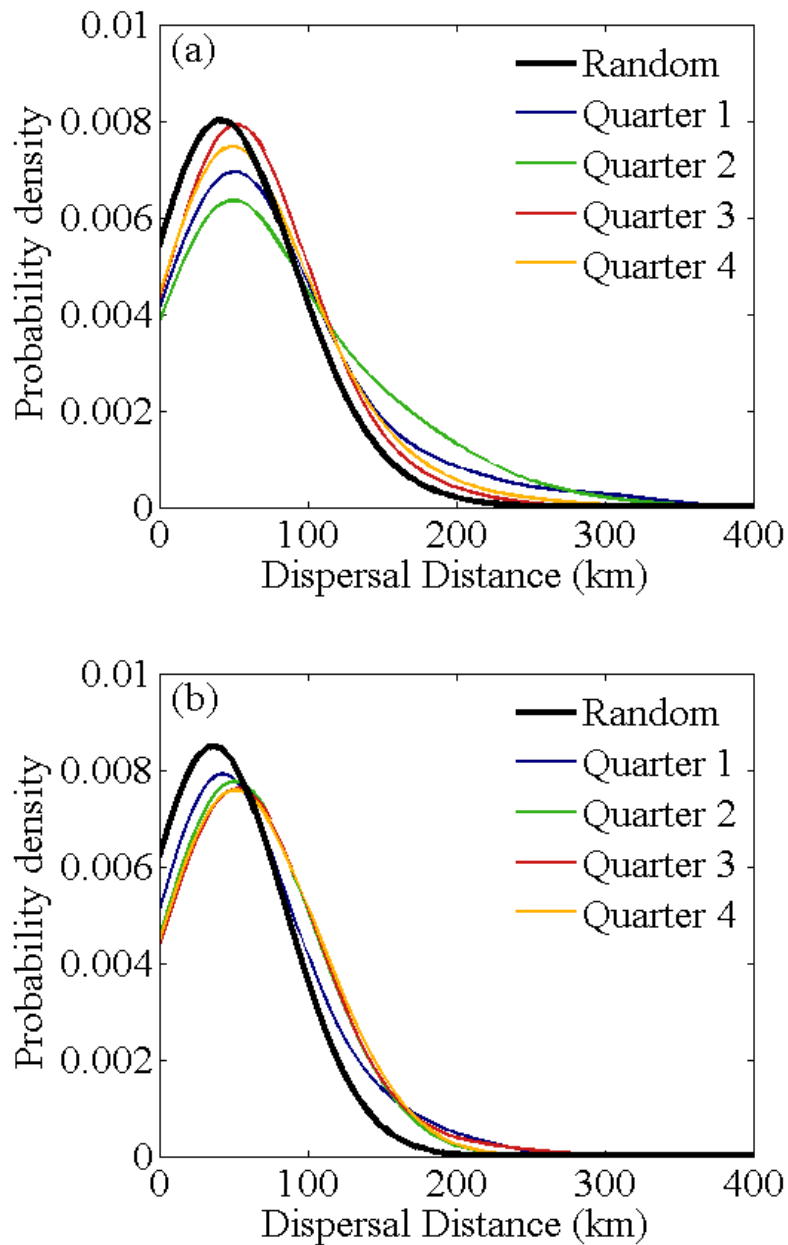 (a)
Random
Quarter 1
Quarter 2
Quarter 3
Quarter 4
Probability density
0.01
0.008
0.006
0.004
0.002
0
0 100 200 300 400
Dispersal Distance (km)
(b)
Random
Quarter 1
Quarter 2
Quarter 3
Quarter 4
Probability density
0.01
0.008
0.006
0.004
0.002
0
0 100 200 300 400
Dispersal Distance (km)